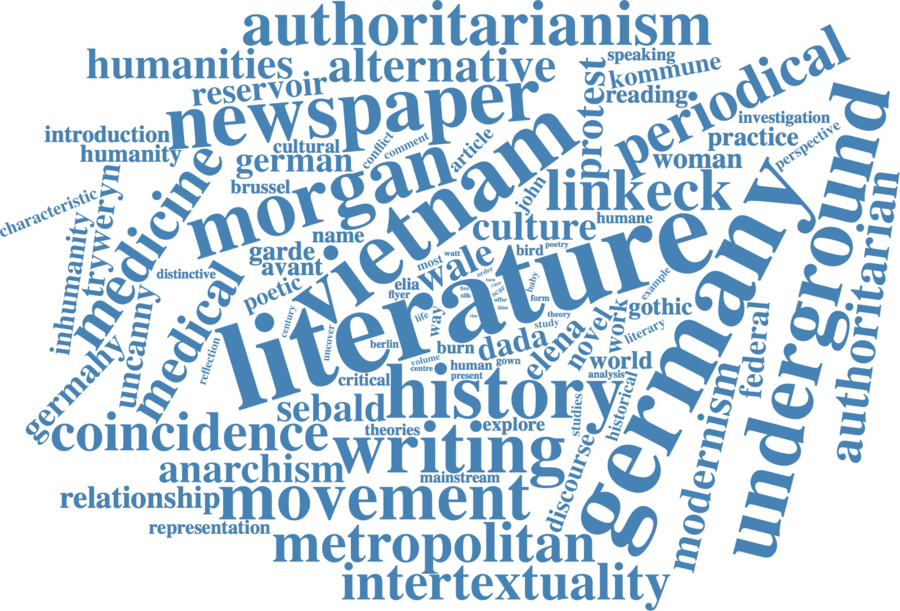 authoritarianism
humanities
alternative
speaking
kommune
reservoir
newspaper
protest
reading
periodical
introduction
humanity
cultural
conflict
comment
article
investigation
practice
perspective
german
woman
brussel
morgan
vietnam
john
linkeck
underground
characteristic
tryweryn
medicine
name
culture
humane
inhumanity
garde
avant
wale
most
watt
bird
poetry
germany
authoritarian
distinctive
poetic
elia
flyer
order
case
scar
silk
offer
baby
form
example
uncanny
medical
literature
century
uncover
life
way
theory
study
work
gothic
literary
germahy
reflection
berlin
burn
dada
elena
novel
volume
centre
human
gown
present
world
analysis
federal
critical
history
historical
modernism
sebald
studies
coincidence
theories
explore
writing
discourse
anarchism
mainstream
relationship
movement
representation
metropolitan
intertextuality